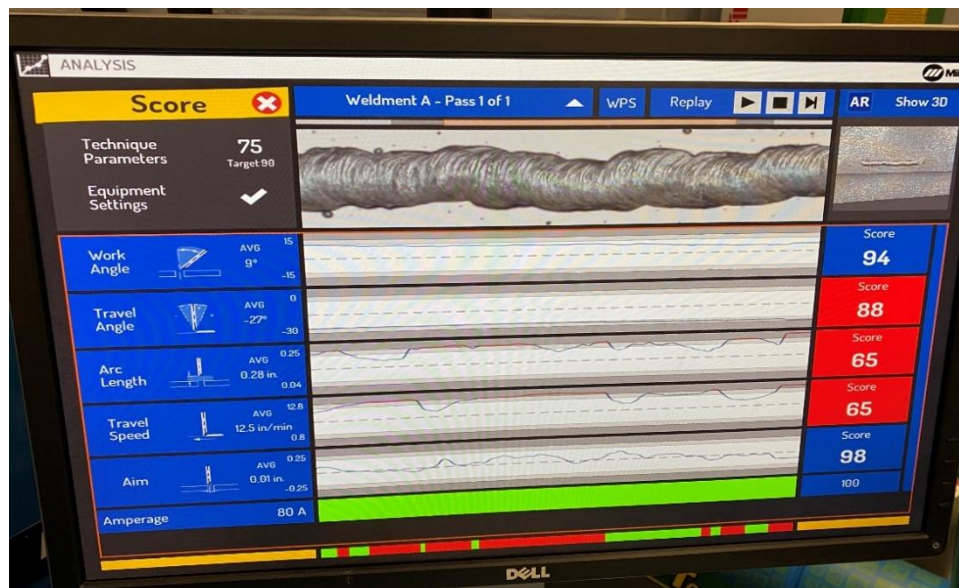 ANALYSIS
Mil
Score
Weldment A - Pass 1 of 1
WPS
Replay
AR
Show 3D
Technique
Parameters
75
Target 90
Equipment
Settings
Work
Angle
AVG
9°
15
-15
Score
94
Travel
Angle
AVG
-27°
0
-30
Score
88
Arc
Length
AVG
0.28 in.
0.25
0.04
Score
65
Travel
Speed
AVG
12.5 in/min
12.8
0.8
Score
65
Aim
AVG
0.01 in.
0.25
-0.25
Score
98
Amperage
80 A
100
DELL